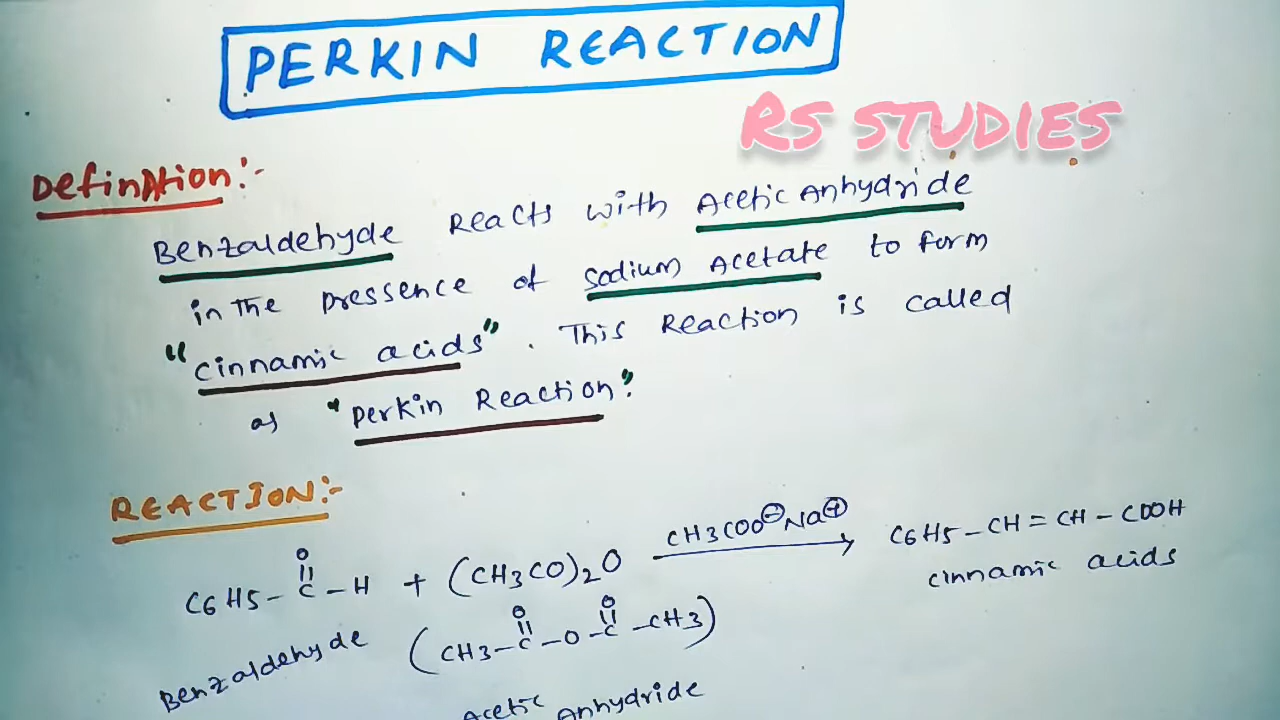 PERKIN REACTION
RS STUDIES
Defination:-
Benzaldehyde Reacts with Acetic Anhydride
in the pressence of sodium Acetate to form
"cinnamic acids". This Reaction is called
as "Perkin Reaction"
REACTION:-
O O O
C6H5-C-H + (CH3CO)2O CH3COO⊖Na⊕ → C6H5-CH=CH-COOH
Benzaldehyde (CH3-C-O-C-CH3) cinnamic acids
Acetic Anhydride